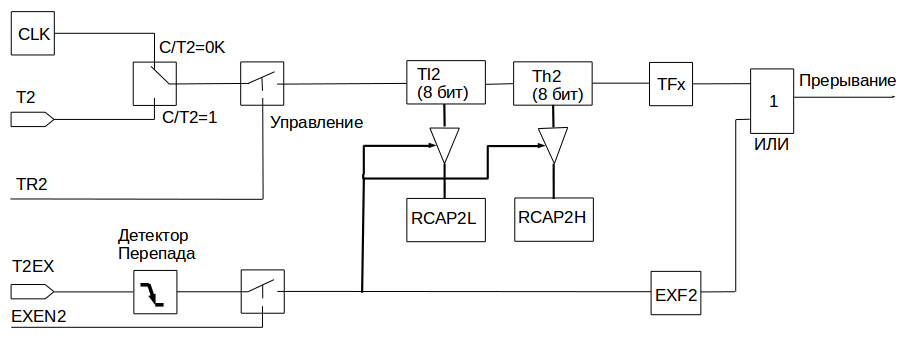 CLK
C/T2=0K
T2
C/T2=1
Управление
TR2
Tl2
(8 бит)
Th2
(8 бит)
TFx
1
ИЛИ
Прерывание
RCAP2L
RCAP2H
Детектор
Перепада
T2EX
EXEN2
EXF2